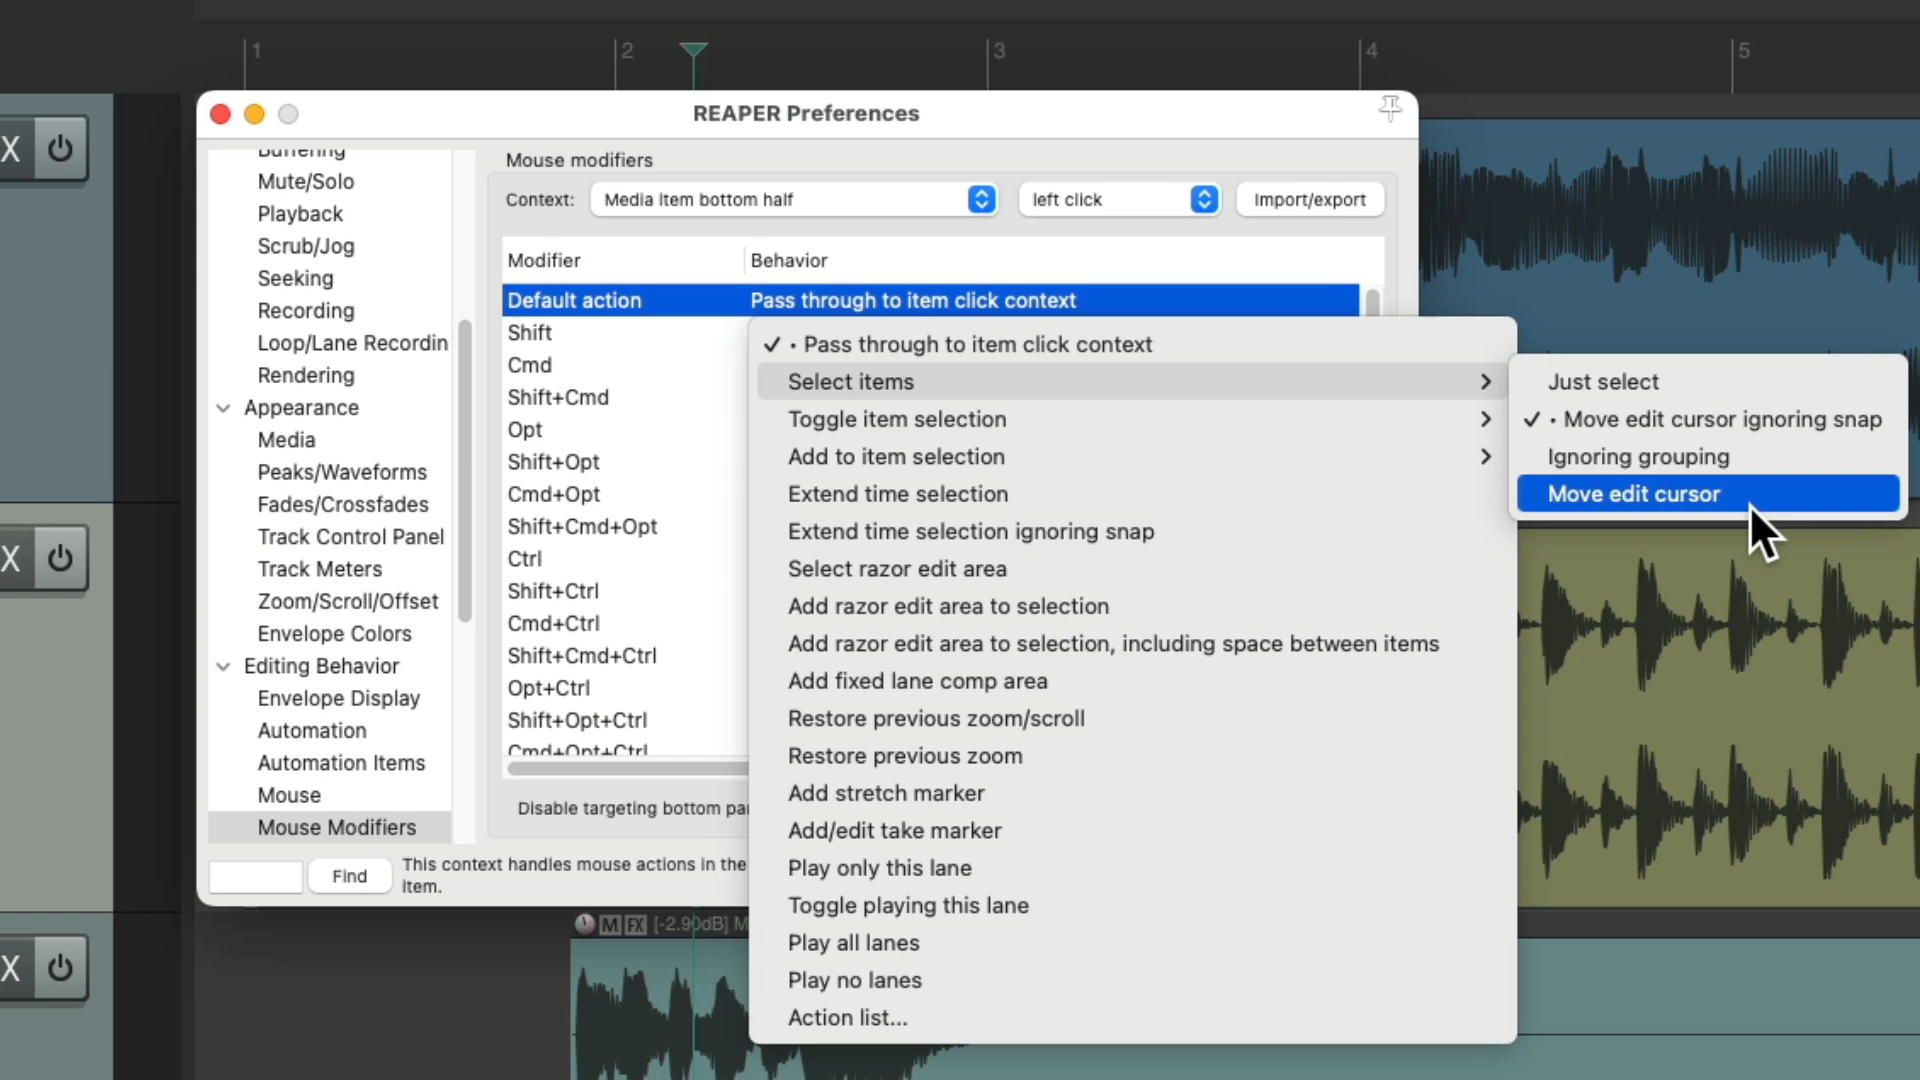 1
2
3
4
5
REAPER Preferences
X
Buffering
Mute/Solo
Playback
Scrub/Jog
Seeking
Recording
Loop/Lane Recordin
Rendering
Appearance
Media
Peaks/Waveforms
Fades/Crossfades
Track Control Panel
Track Meters
Zoom/Scroll/Offset
Envelope Colors
Editing Behavior
Envelope Display
Automation
Automation Items
Mouse
Mouse Modifiers
Find
Mouse modifiers
Context: Media item bottom half left click Import/export
Modifier Behavior
Default action Pass through to item click context
Shift
Cmd
Shift+Cmd
Opt
Shift+Opt
Cmd+Opt
Shift+Cmd+Opt
Ctrl
Shift+Ctrl
Cmd+Ctrl
Shift+Cmd+Ctrl
Opt+Ctrl
Shift+Opt+Ctrl
Cmd+Opt+Ctrl
Disable targeting bottom pa
This context handles mouse actions in the
item.
✓ • Pass through to item click context
Select items
Toggle item selection
Add to item selection
Extend time selection
Extend time selection ignoring snap
Select razor edit area
Add razor edit area to selection
Add razor edit area to selection, including space between items
Add fixed lane comp area
Restore previous zoom/scroll
Restore previous zoom
Add stretch marker
Add/edit take marker
Play only this lane
Toggle playing this lane
Play all lanes
Play no lanes
Action list...
Just select
✓ • Move edit cursor ignoring snap
Ignoring grouping
Move edit cursor
X
X
M FX [-2.90dB] M